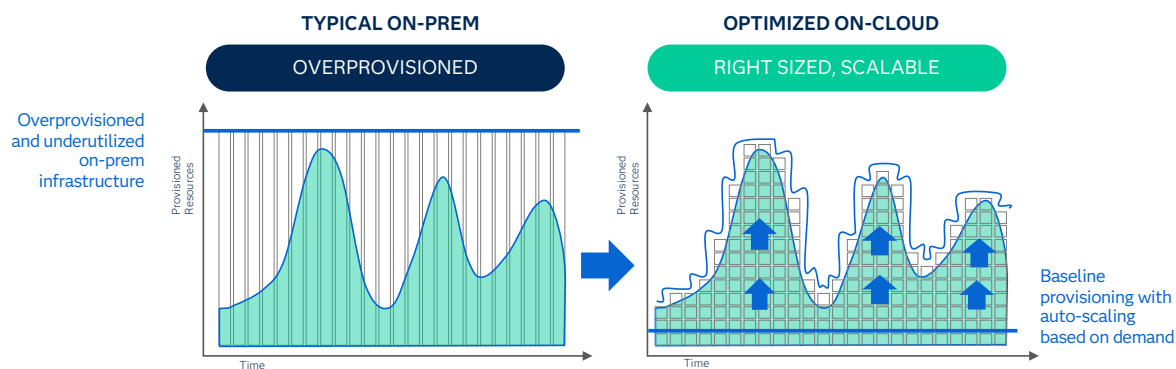 TYPICAL ON-PREM
OVERPROVISIONED
Overprovisioned
and underutilized
on-prem
infrastructure
Provisioned
Resources
Time
OPTIMIZED ON-CLOUD
RIGHT SIZED, SCALABLE
Provisioned
Resources
Time
Baseline
provisioning with
auto-scaling
based on demand